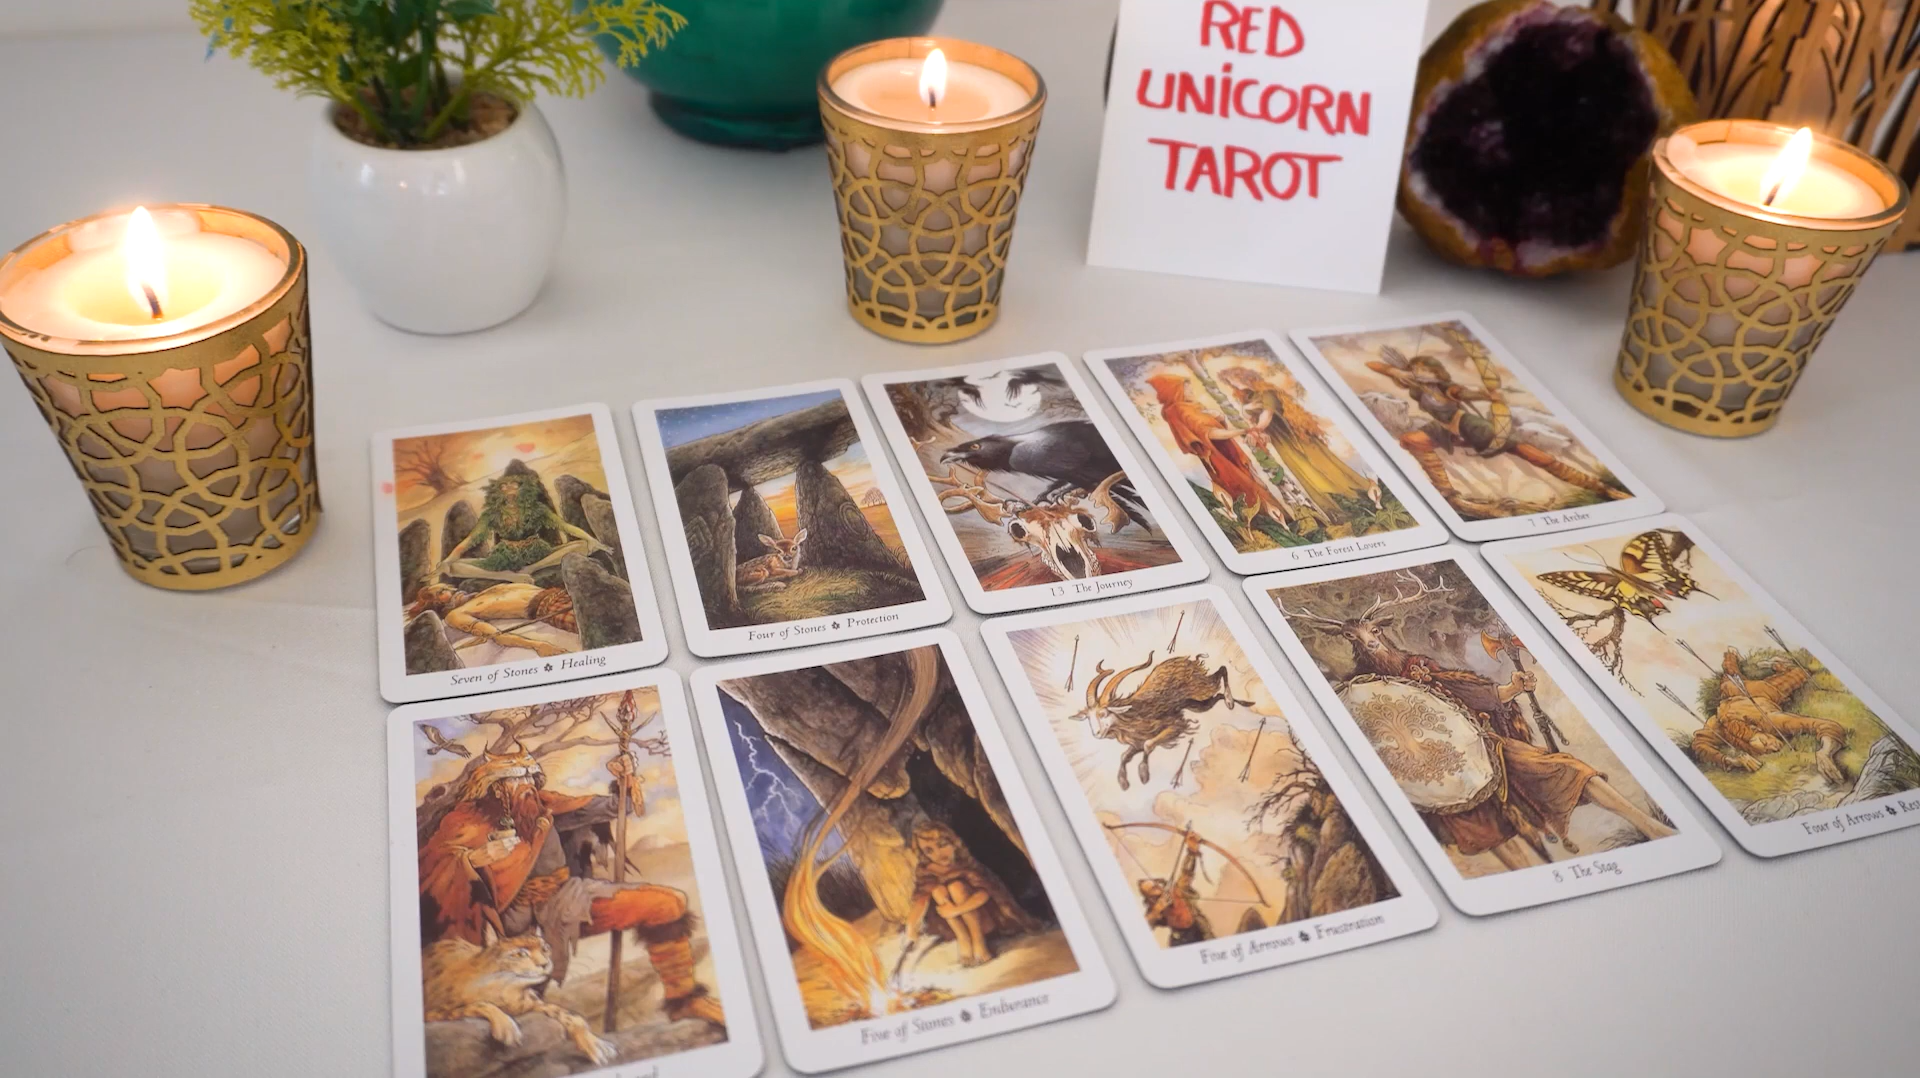 RED
UNICORN
TAROT
Seven of Stones Healing
Four of Stones Protection
13 The Journey
6 The Forest Lovers
7 The Archer
Five of Stones Endurance
Five of Arrows Frustration
8 The Stag
Four of Arrows